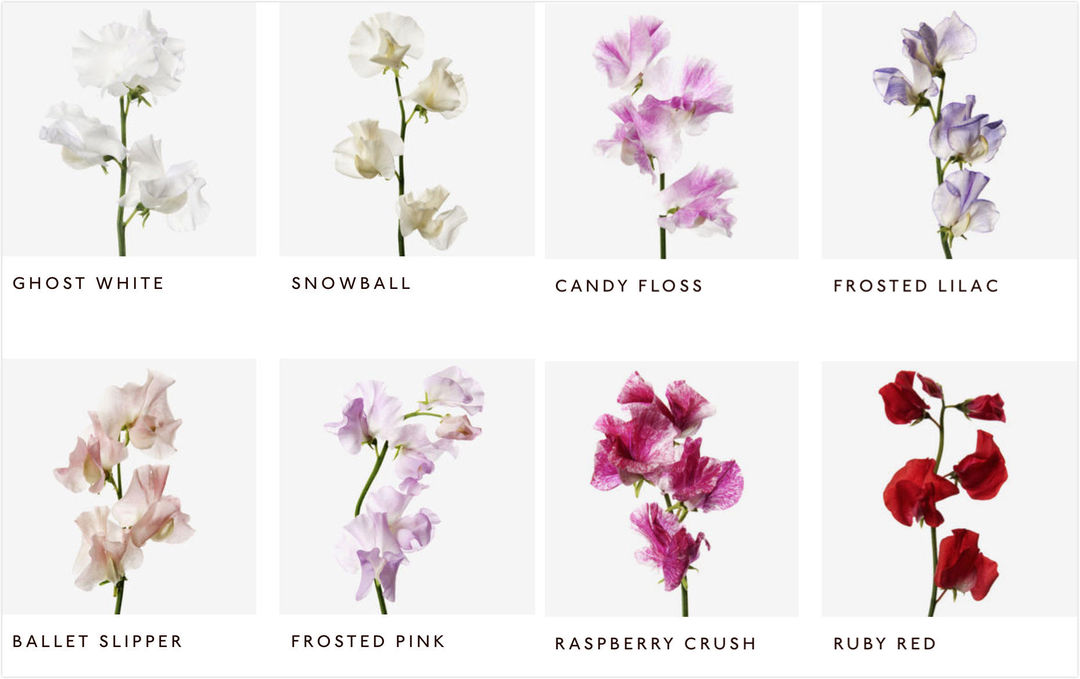 GHOST WHITE
SNOWBALL
CANDY FLOSS
FROSTED LILAC
BALLET SLIPPER
FROSTED PINK
RASPBERRY CRUSH
RUBY RED